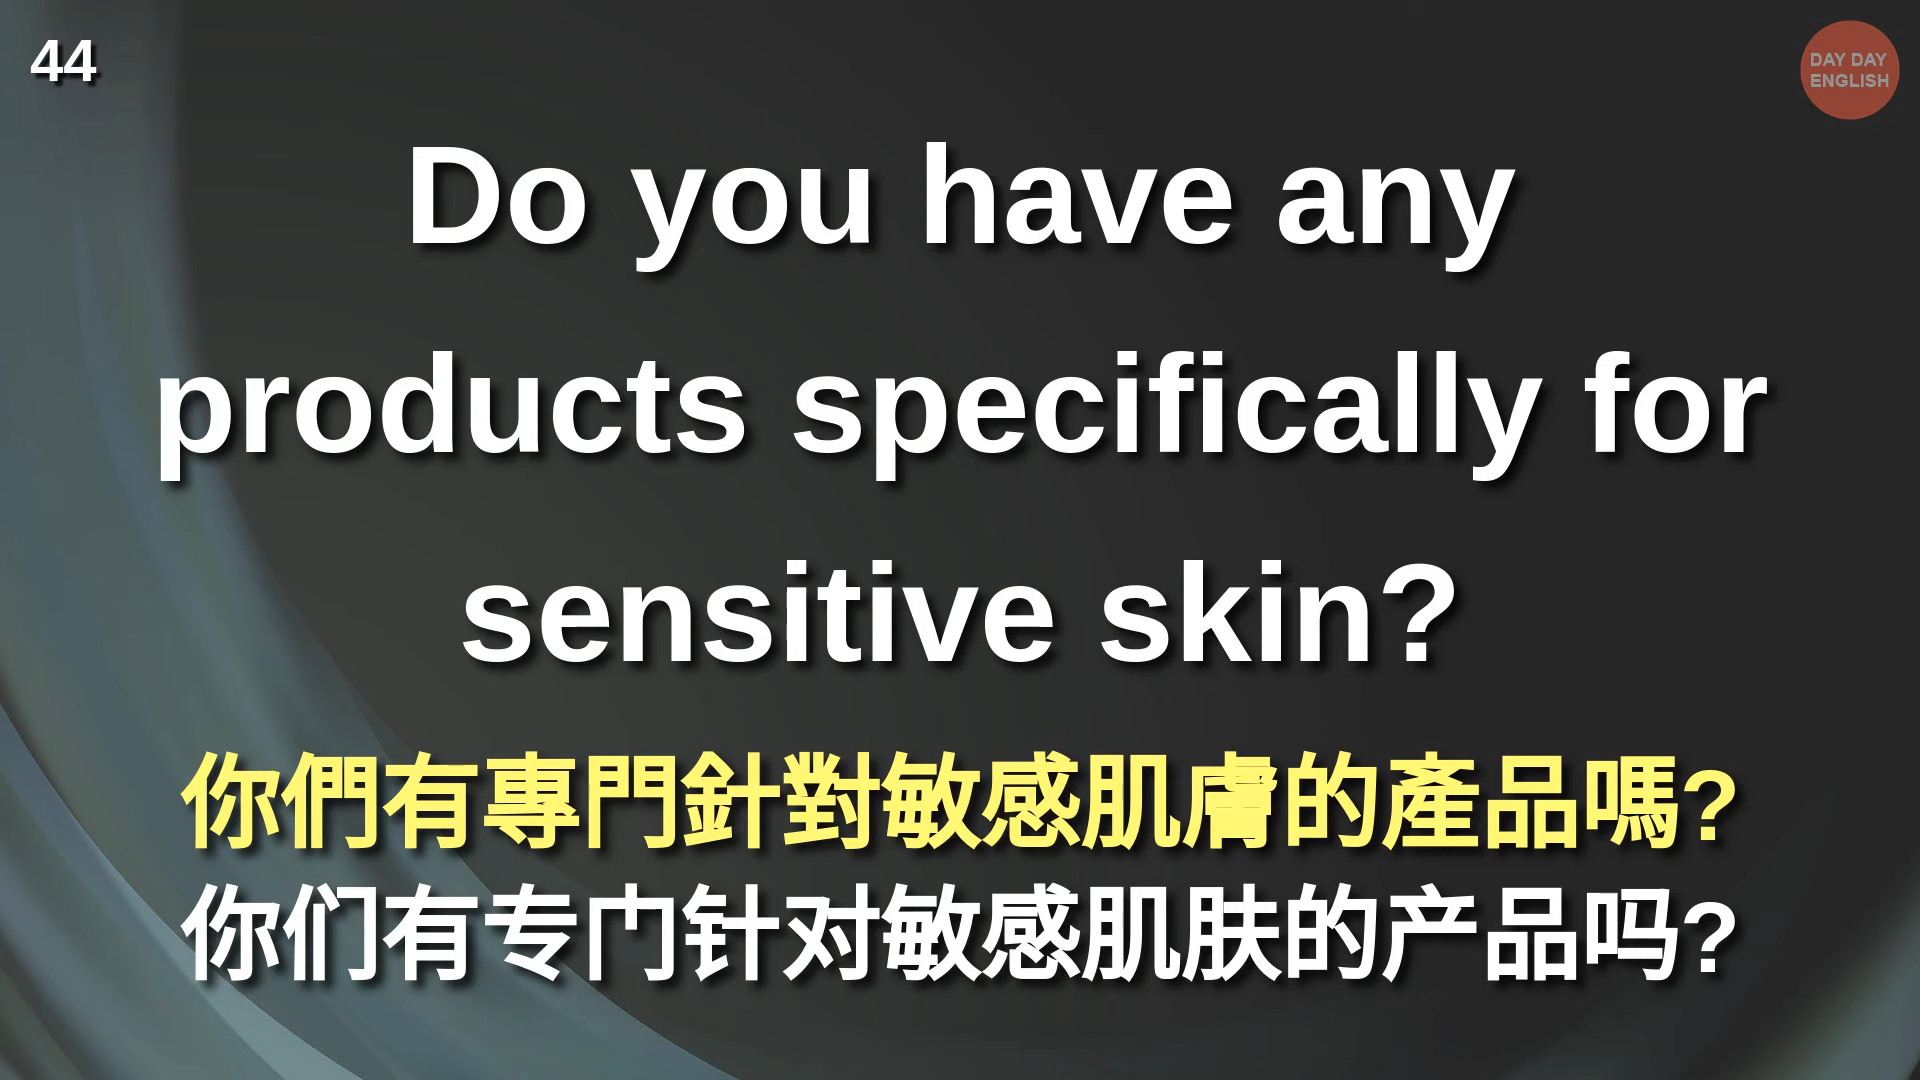 44
DAY DAY
ENGLISH
Do you have any
products specifically for
sensitive skin?
你們有專門針對敏感肌膚的產品嗎?
你们有专门针对敏感肌肤的产品吗?